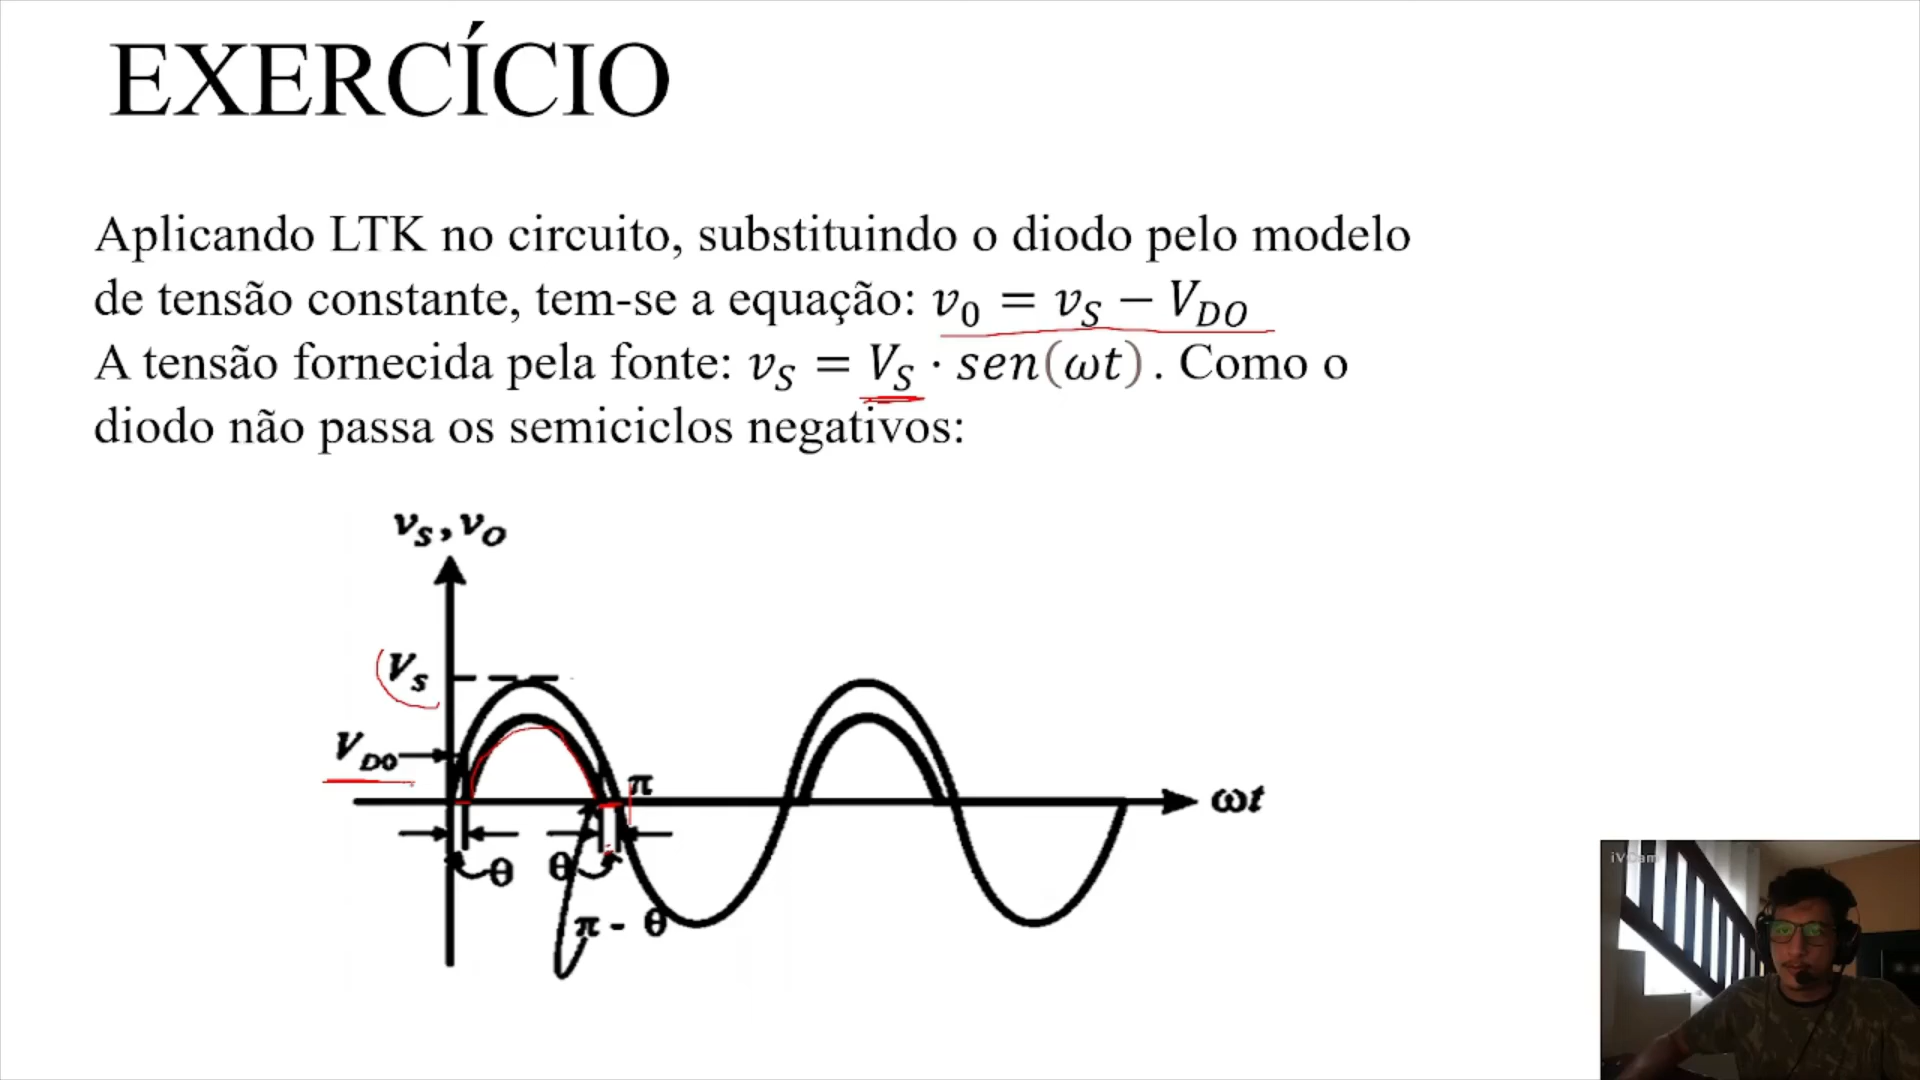 EXERCÍCIO
Aplicando LTK no circuito, substituindo o diodo pelo modelo
de tensão constante, tem-se a equação: v₀ = v_S − V_DO
A tensão fornecida pela fonte: v_S = V_S · sen(ωt). Como o
diodo não passa os semiciclos negativos:
v_S, v_O
V_S
V_DO
π
ωt
θ
θ
π - θ
iVCam